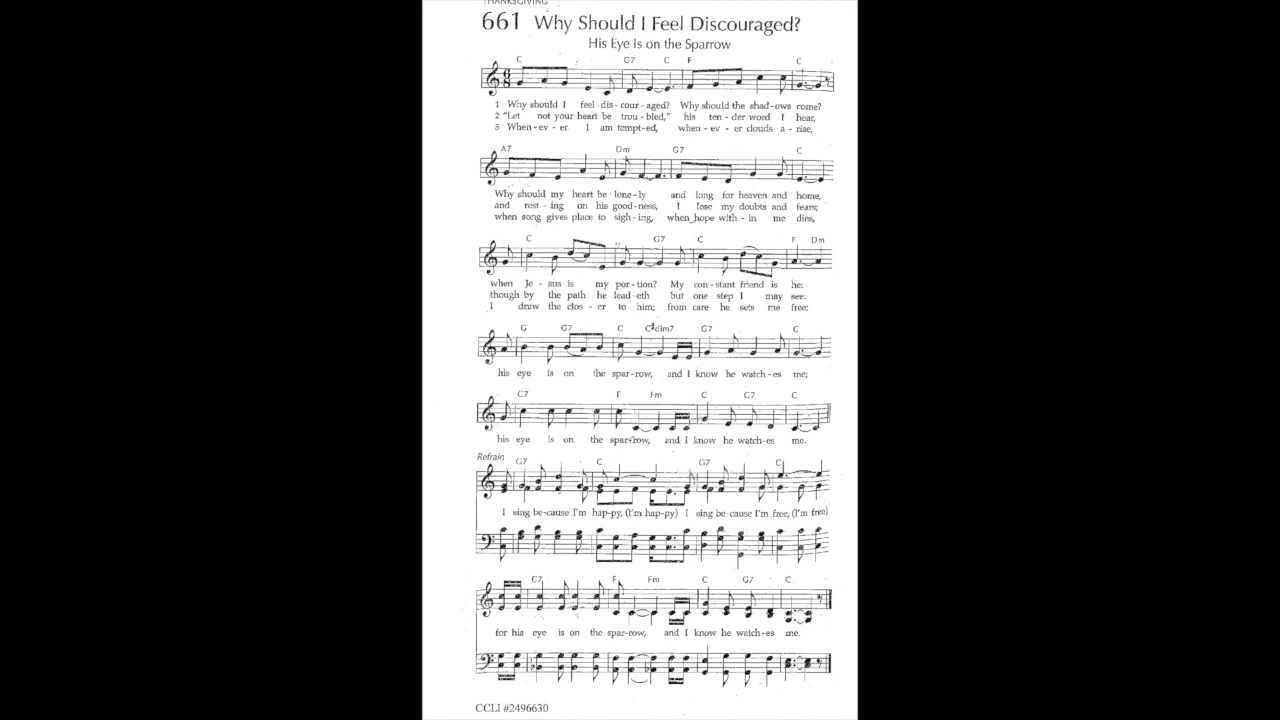 THANKSGIVING
661 Why Should I Feel Discouraged?
His Eye Is on the Sparrow
C G7 C F C
1 Why should I feel dis-cour-aged? Why should the shad-ows come?
2 "Let not your heart be trou-bled," his ten-der word I hear,
3 When-ev-er I am tempt-ed, when-ev-er clouds a-rise,
A7 Dm G7 C
Why should my heart be lone-ly and long for heaven and home,
and rest-ing on his good-ness, I lose my doubts and fears;
when song gives place to sigh-ing, when hope with-in me dies,
C G7 C F Dm
when Je-sus is my por-tion? My con-stant friend is he:
though by the path he lead-eth but one step I may see:
I draw the clos-er to him; from care he sets me free:
G G7 C C#dim7 G7 C
his eye is on the spar-row, and I know he watch-es me;
C7 F Fm C G7 C
his eye is on the spar-row, and I know he watch-es me.
Refrain G7 C G7 C
I sing be-cause I'm hap-py, (I'm hap-py) I sing be-cause I'm free, (I'm free)
C7 F Fm C G7 C
for his eye is on the spar-row, and I know he watch-es me.
CCLI #2496630